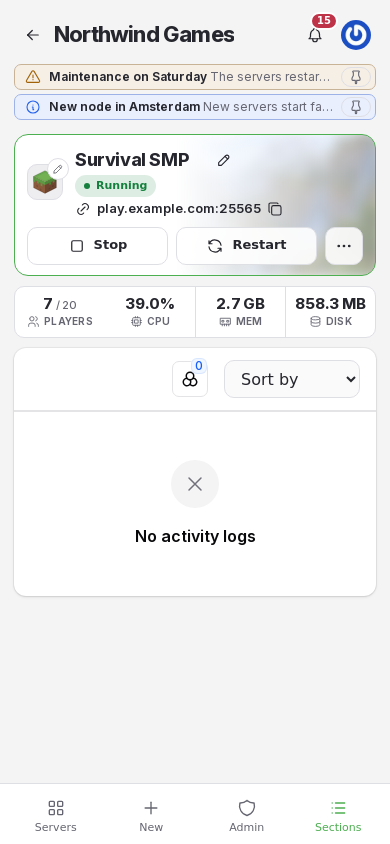 Northwind Games
15
Maintenance on Saturday The servers restar...
New node in Amsterdam New servers start fa...
Survival SMP
Running
play.example.com:25565
Stop
Restart
7 / 20
PLAYERS
39.0%
CPU
2.7 GB
MEM
858.3 MB
DISK
0
Sort by
No activity logs
Servers
New
Admin
Sections